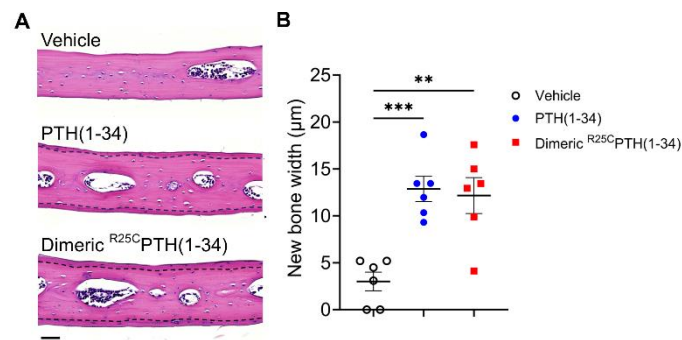 A
Vehicle
PTH(1-34)
Dimeric R25CPTH(1-34)
B
New bone width (μm)
25
20
15
10
5
0
***
**
Vehicle
PTH(1-34)
Dimeric R25CPTH(1-34)